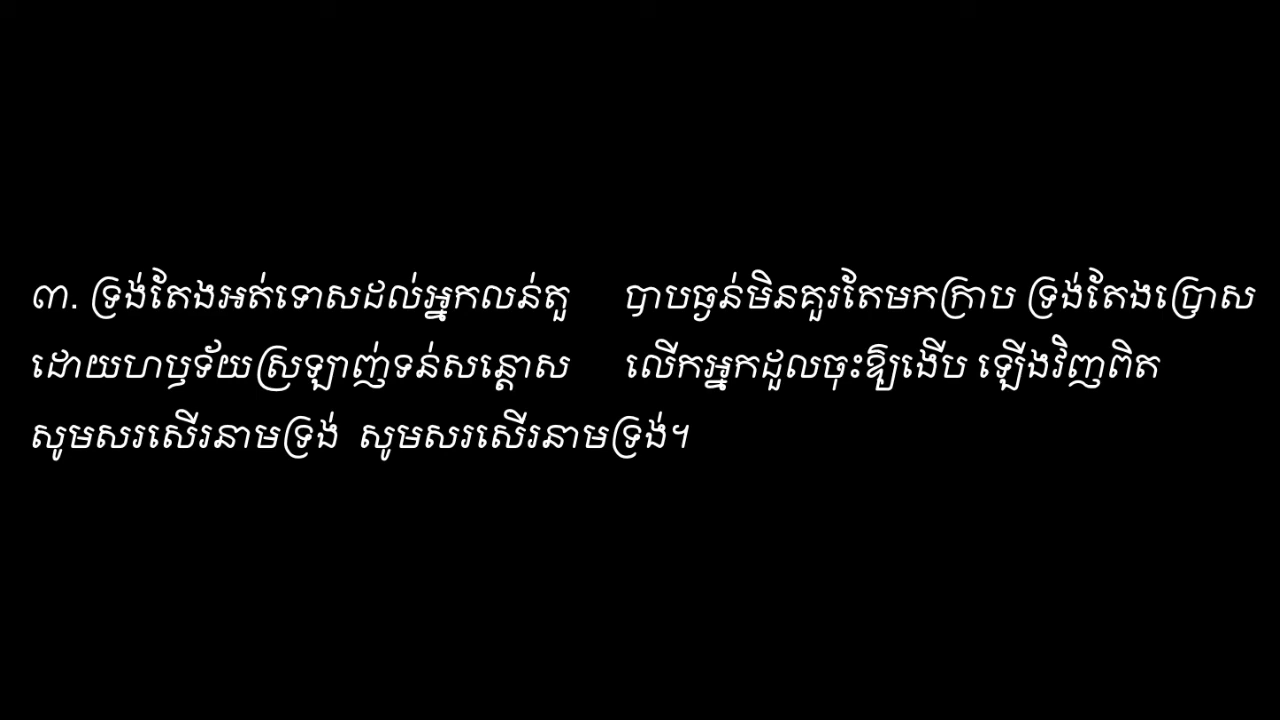 ៣. ទ្រង់តែងអត់ទោសដល់អ្នកលន់តួ បាបធ្ងន់មិនគួរតែមកក្រាប ទ្រង់តែងប្រោស
ដោយហឫទ័យស្រឡាញ់ទន់សន្តោស លើកអ្នកដួលចុះឱ្យងើប ឡើងវិញពិត
សូមសរសើរនាមទ្រង់ សូមសរសើរនាមទ្រង់។